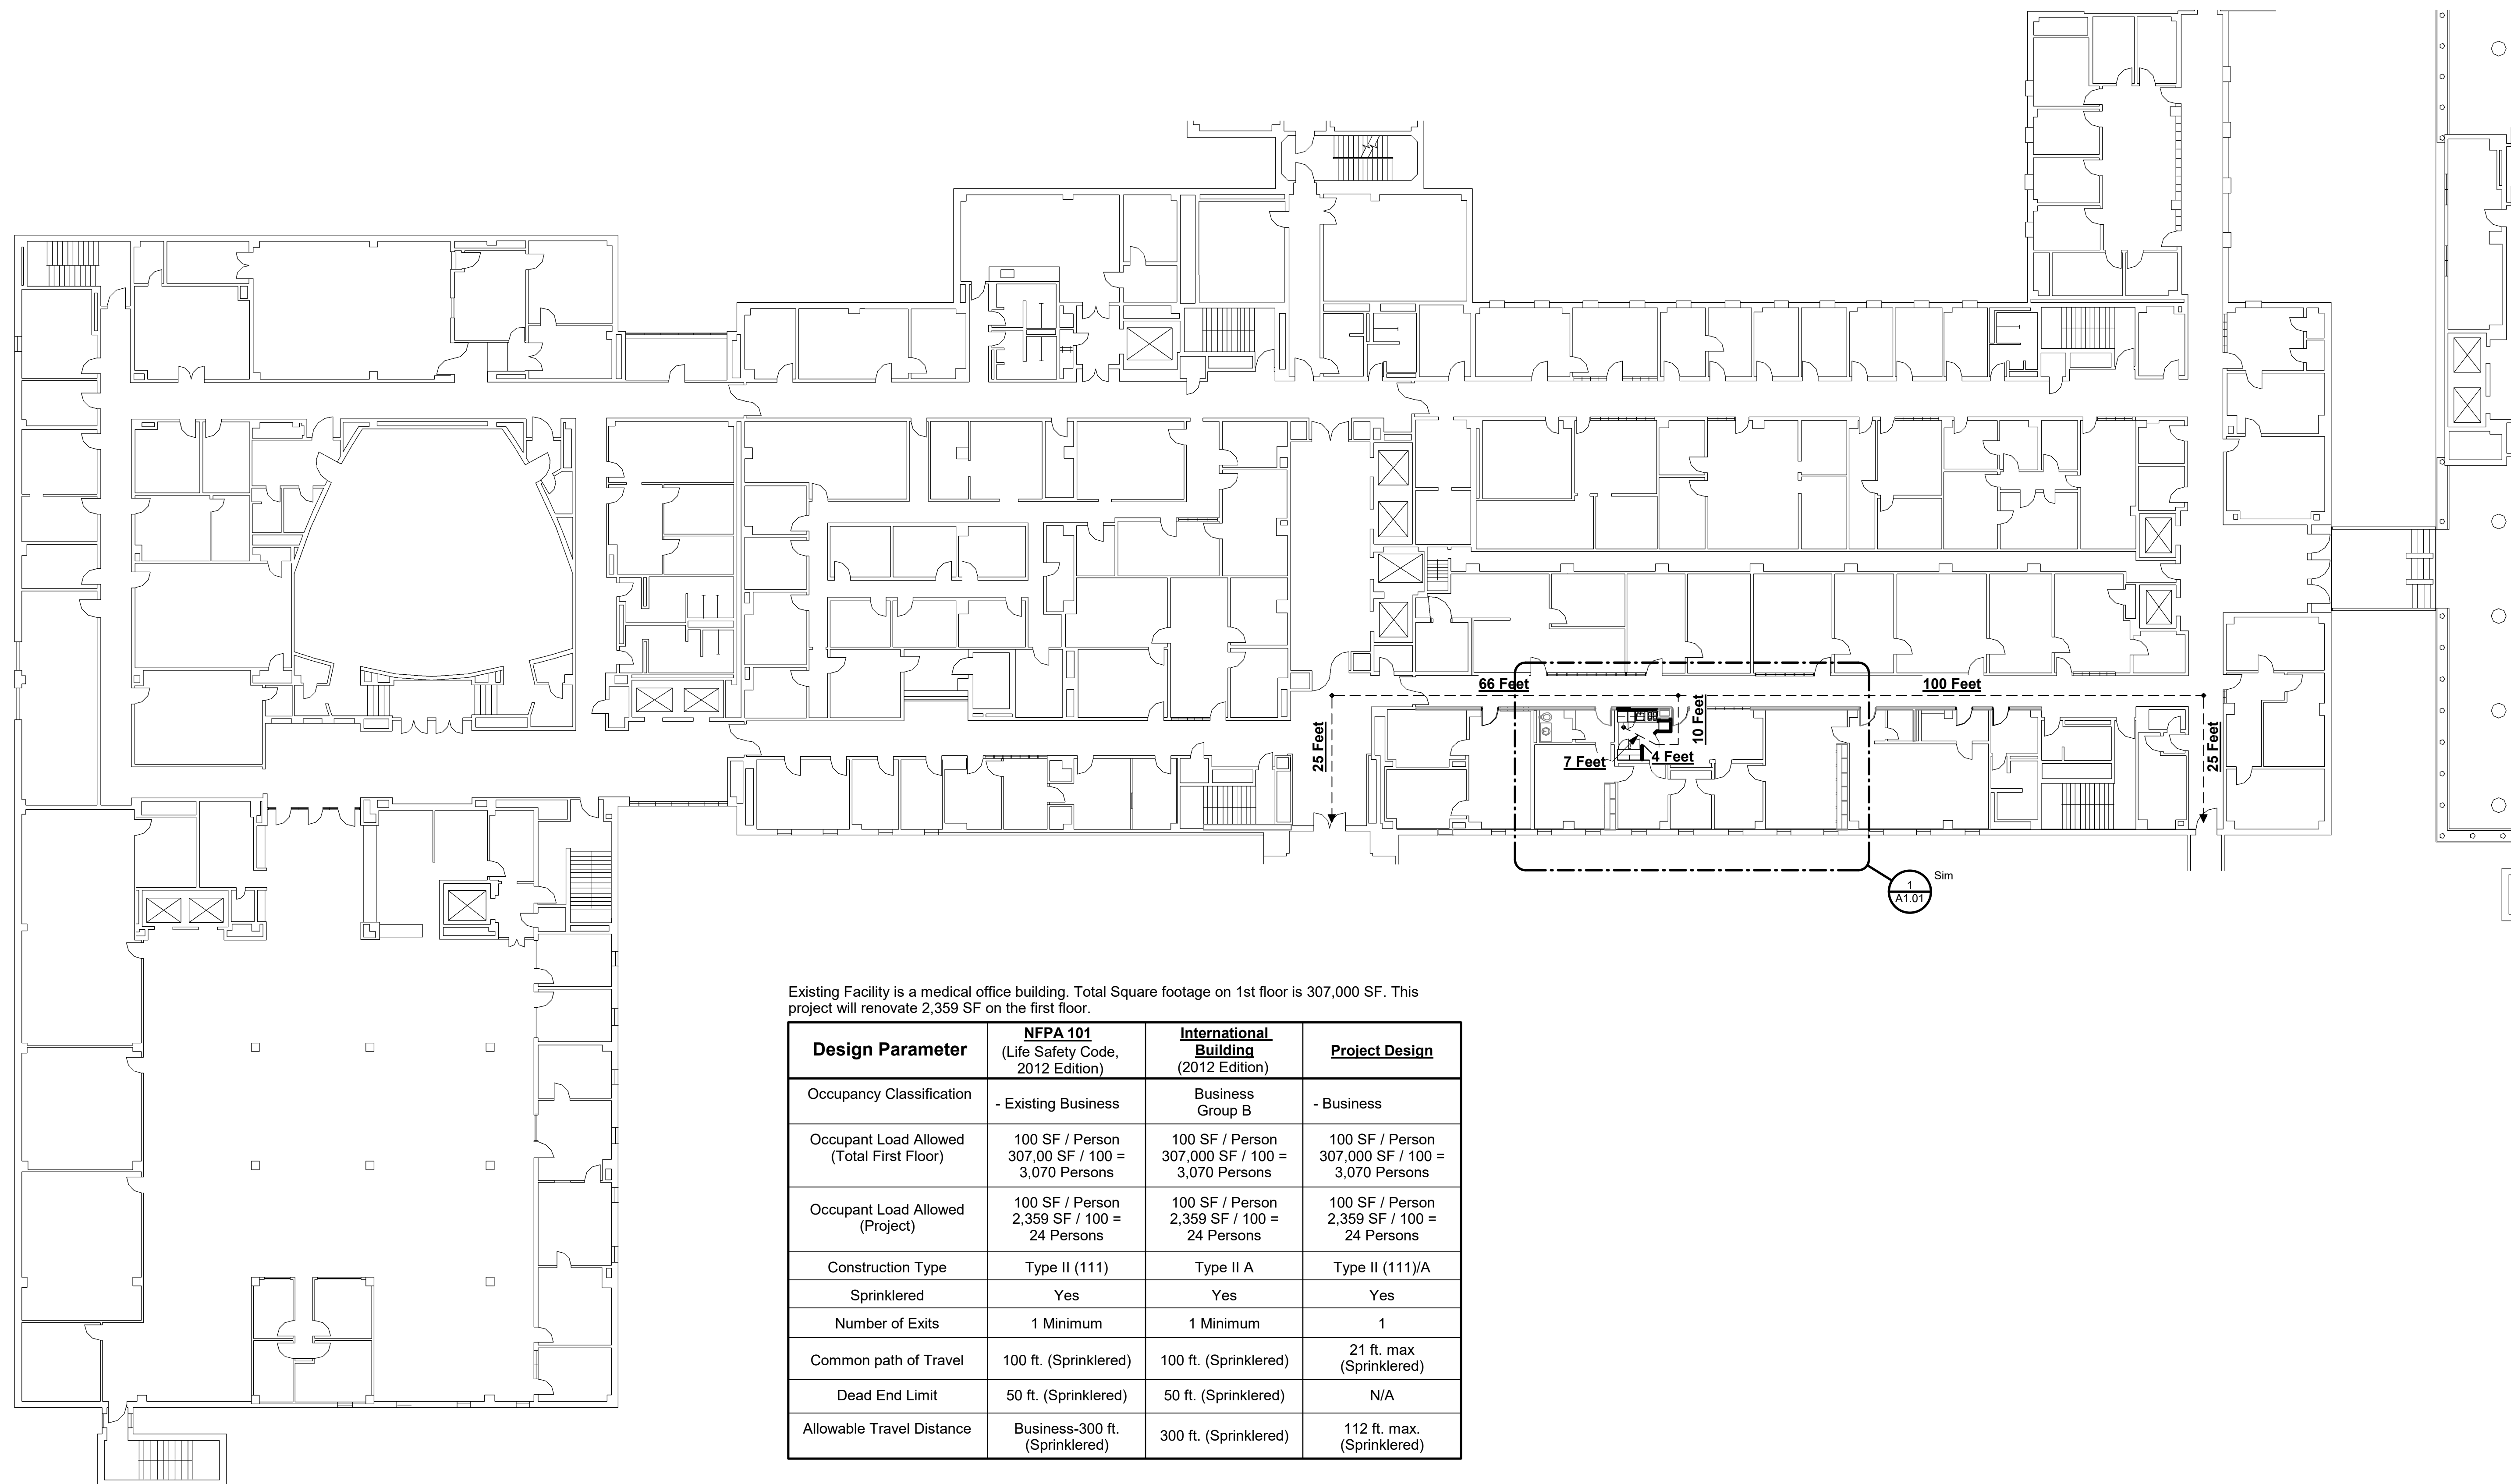 66 Feet
100 Feet
10 Feet
25 Feet
25 Feet
7 Feet
4 Feet
1
A1.01
Sim
Existing Facility is a medical office building. Total Square footage on 1st floor is 307,000 SF. This
project will renovate 2,359 SF on the first floor.
Design Parameter
NFPA 101
(Life Safety Code,
2012 Edition)
International
Building
(2012 Edition)
Project Design
Occupancy Classification
- Existing Business
Business
Group B
- Business
Occupant Load Allowed
(Total First Floor)
100 SF / Person
307,00 SF / 100 =
3,070 Persons
100 SF / Person
307,000 SF / 100 =
3,070 Persons
100 SF / Person
307,000 SF / 100 =
3,070 Persons
Occupant Load Allowed
(Project)
100 SF / Person
2,359 SF / 100 =
24 Persons
100 SF / Person
2,359 SF / 100 =
24 Persons
100 SF / Person
2,359 SF / 100 =
24 Persons
Construction Type
Type II (111)
Type II A
Type II (111)/A
Sprinklered
Yes
Yes
Yes
Number of Exits
1 Minimum
1 Minimum
1
Common path of Travel
100 ft. (Sprinklered)
100 ft. (Sprinklered)
21 ft. max
(Sprinklered)
Dead End Limit
50 ft. (Sprinklered)
50 ft. (Sprinklered)
N/A
Allowable Travel Distance
Business-300 ft.
(Sprinklered)
300 ft. (Sprinklered)
112 ft. max.
(Sprinklered)